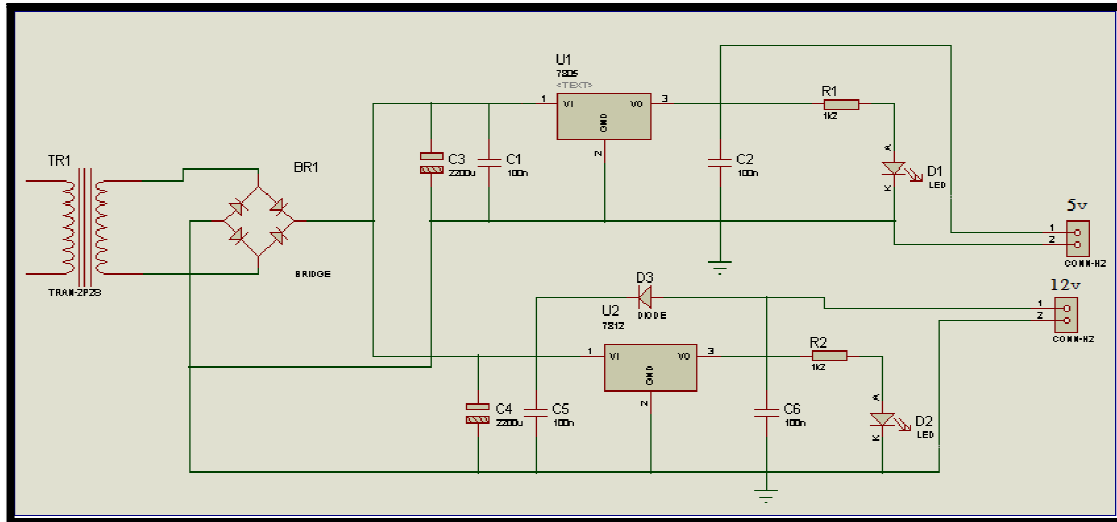 U1
7805
<TEXT>
1
VI
VO
3
GND
2
R1
1k2
C3
2200u
C1
100n
C2
100n
A
D1
K
LED
TR1
BR1
BRIDGE
TRAN-2P2S
5v
1
2
CONN-H2
D3
DIODE
12v
1
2
CONN-H2
U2
7812
1
VI
VO
3
GND
2
R2
1k2
C4
2200u
C5
100n
C6
100n
A
D2
K
LED